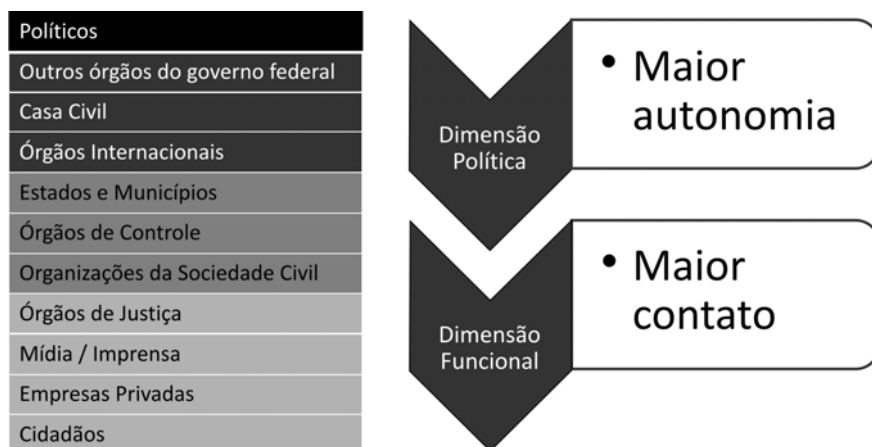 Políticos
Outros órgãos do governo federal
Casa Civil
Órgãos Internacionais
Estados e Municípios
Órgãos de Controle
Organizações da Sociedade Civil
Órgãos de Justiça
Mídia / Imprensa
Empresas Privadas
Cidadãos
Dimensão
Política
• Maior
autonomia
Dimensão
Funcional
• Maior
contato